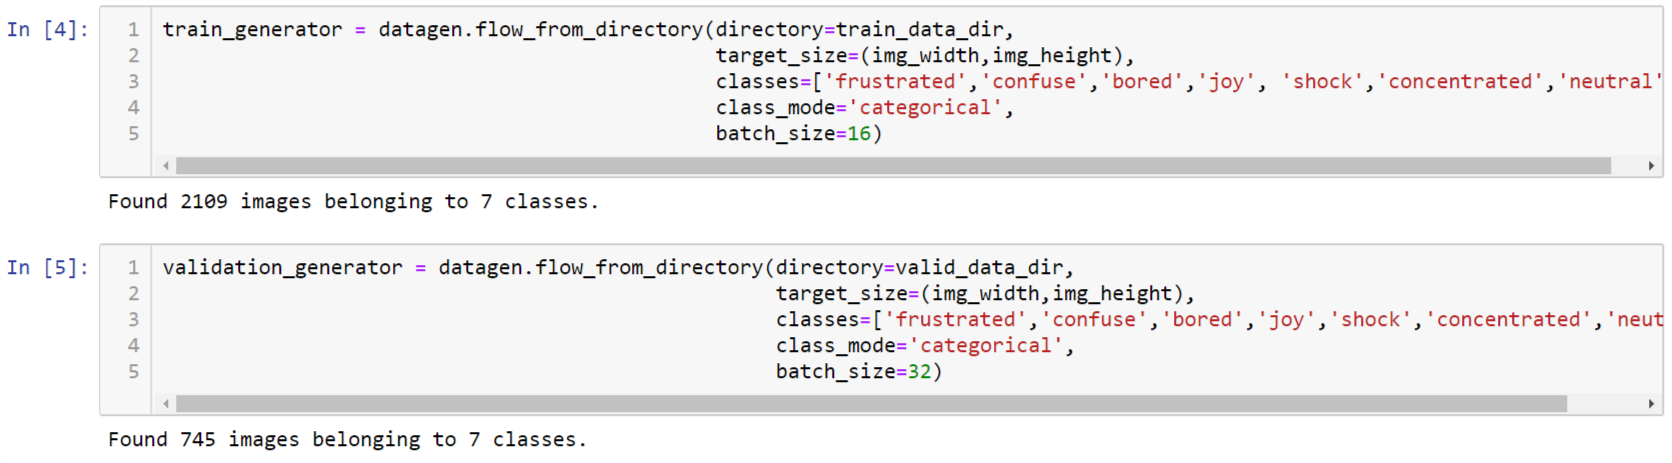 In [4]:
1 train_generator = datagen.flow_from_directory(directory=train_data_dir,
2 target_size=(img_width,img_height),
3 classes=['frustrated','confuse','bored','joy', 'shock','concentrated','neutral'
4 class_mode='categorical',
5 batch_size=16)
Found 2109 images belonging to 7 classes.
In [5]:
1 validation_generator = datagen.flow_from_directory(directory=valid_data_dir,
2 target_size=(img_width,img_height),
3 classes=['frustrated','confuse','bored','joy','shock','concentrated','neut
4 class_mode='categorical',
5 batch_size=32)
Found 745 images belonging to 7 classes.